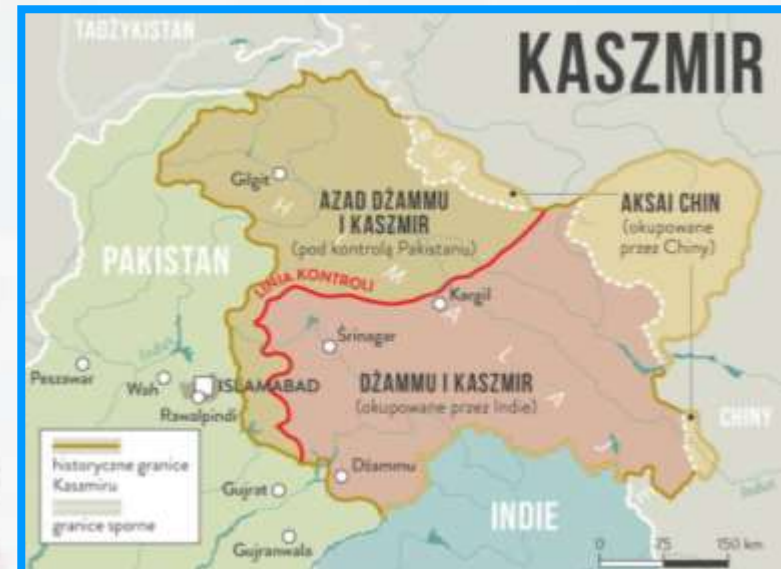 TADŻYKISTAN
KASZMIR
Gilgit
AZAD DŻAMMU
I KASZMIR
(pod kontrolą Pakistanu)
AKSAI CHIN
(okupowane
przez Chiny)
PAKISTAN
LINIA KONTROLI
Kargil
Śrinagar
Indus
Peszawar
Wah
ISLAMABAD
Rawalpindi
DŻAMMU I KASZMIR
(okupowane przez Indie)
CHINY
historyczne granice
Kaszmiru
granice sporne
Dżammu
Gujrat
INDIE
Indus
Gujranwala
0 75 150 km